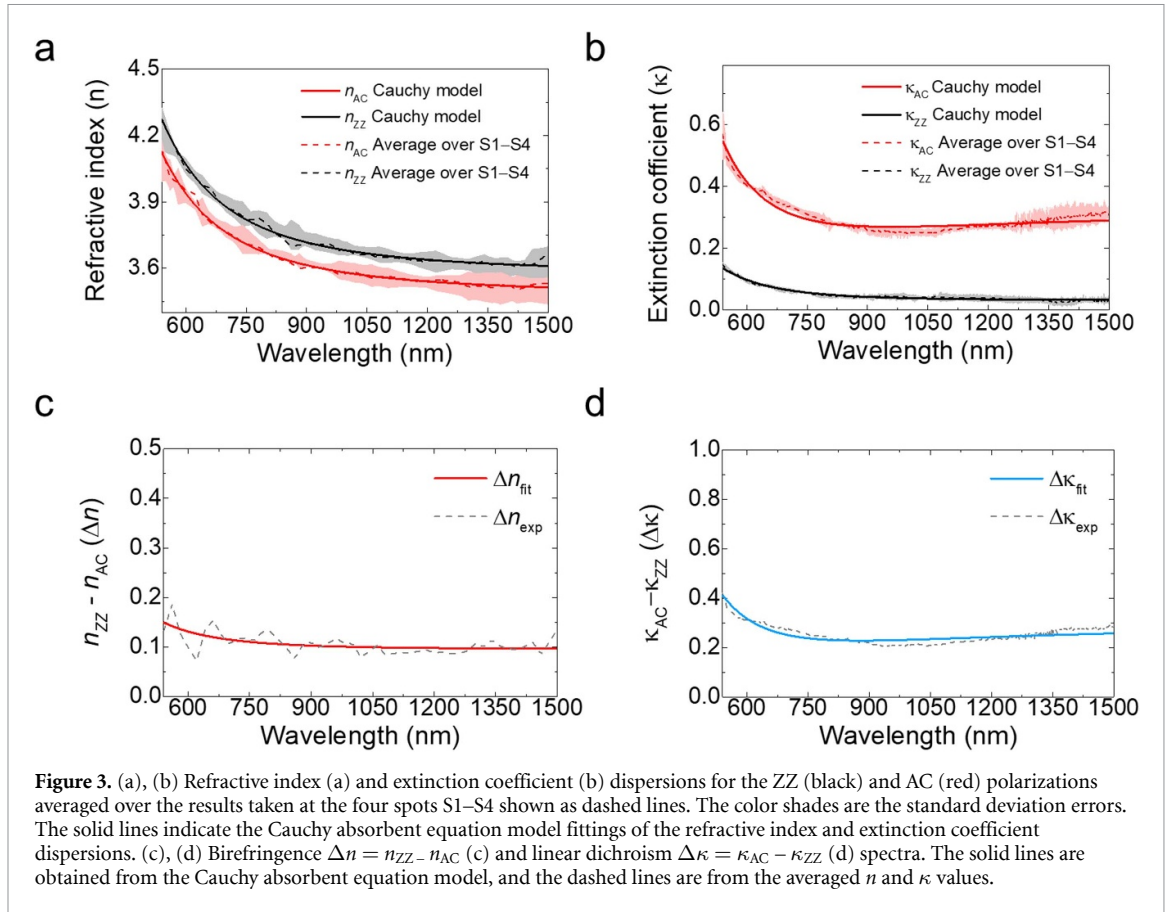 a
Refractive index (n)
4.5
4.2
3.9
3.6
n_AC Cauchy model
n_ZZ Cauchy model
n_AC Average over S1–S4
n_ZZ Average over S1–S4
600 750 900 1050 1200 1350 1500
Wavelength (nm)
b
Extinction coefficient (κ)
0.6
0.4
0.2
0.0
κ_AC Cauchy model
κ_ZZ Cauchy model
κ_AC Average over S1–S4
κ_ZZ Average over S1–S4
600 750 900 1050 1200 1350 1500
Wavelength (nm)
c
n_ZZ - n_AC (Δn)
0.5
0.4
0.3
0.2
0.1
0.0
Δn_fit
Δn_exp
600 750 900 1050 1200 1350 1500
Wavelength (nm)
d
κ_AC–κ_ZZ (Δκ)
1.0
0.8
0.6
0.4
0.2
0.0
Δκ_fit
Δκ_exp
600 750 900 1050 1200 1350 1500
Wavelength (nm)
Figure 3. (a), (b) Refractive index (a) and extinction coefficient (b) dispersions for the ZZ (black) and AC (red) polarizations
averaged over the results taken at the four spots S1–S4 shown as dashed lines. The color shades are the standard deviation errors.
The solid lines indicate the Cauchy absorbent equation model fittings of the refractive index and extinction coefficient
dispersions. (c), (d) Birefringence Δn = n_ZZ − n_AC (c) and linear dichroism Δκ = κ_AC − κ_ZZ (d) spectra. The solid lines are
obtained from the Cauchy absorbent equation model, and the dashed lines are from the averaged n and κ values.